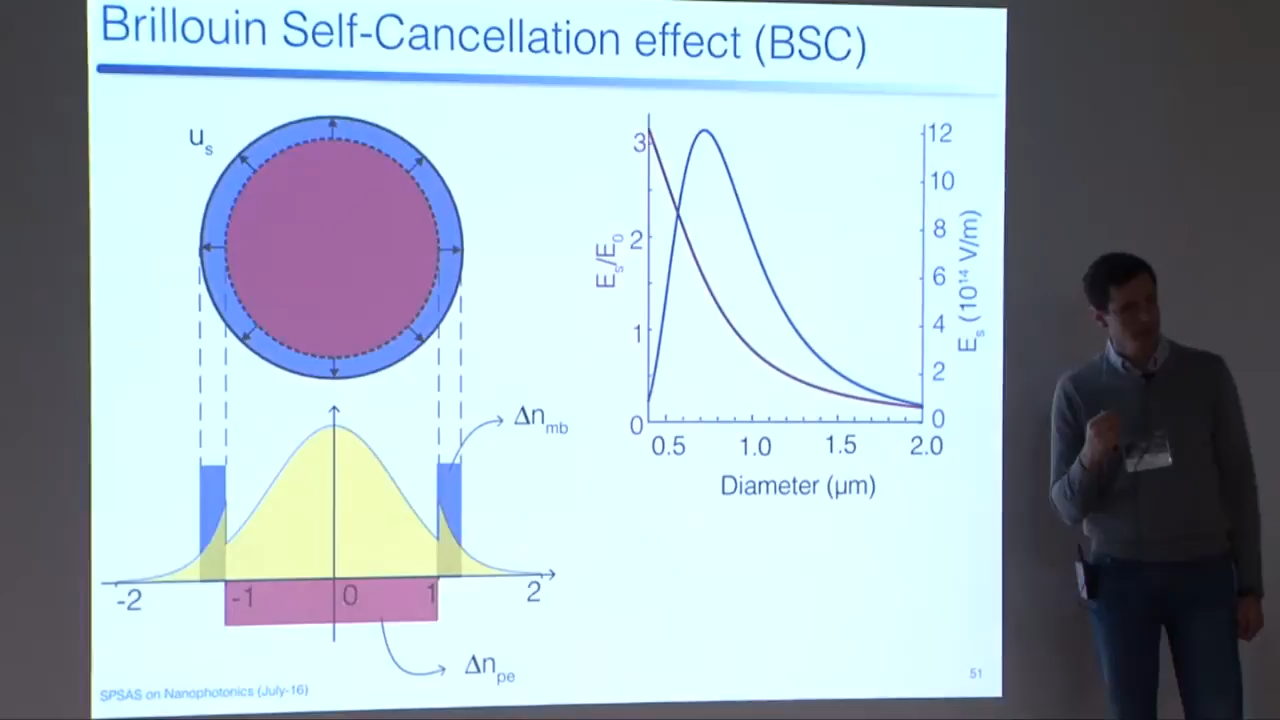 Brillouin Self-Cancellation effect (BSC)
u_s
Δn_mb
-2
-1
0
1
2
Δn_pe
3
2
1
0
E_s/E_0
12
10
8
6
4
2
0
E_s (10^14 V/m)
0.5 1.0 1.5 2.0
Diameter (μm)
SPSAS on Nanophotonics (July-16)
51